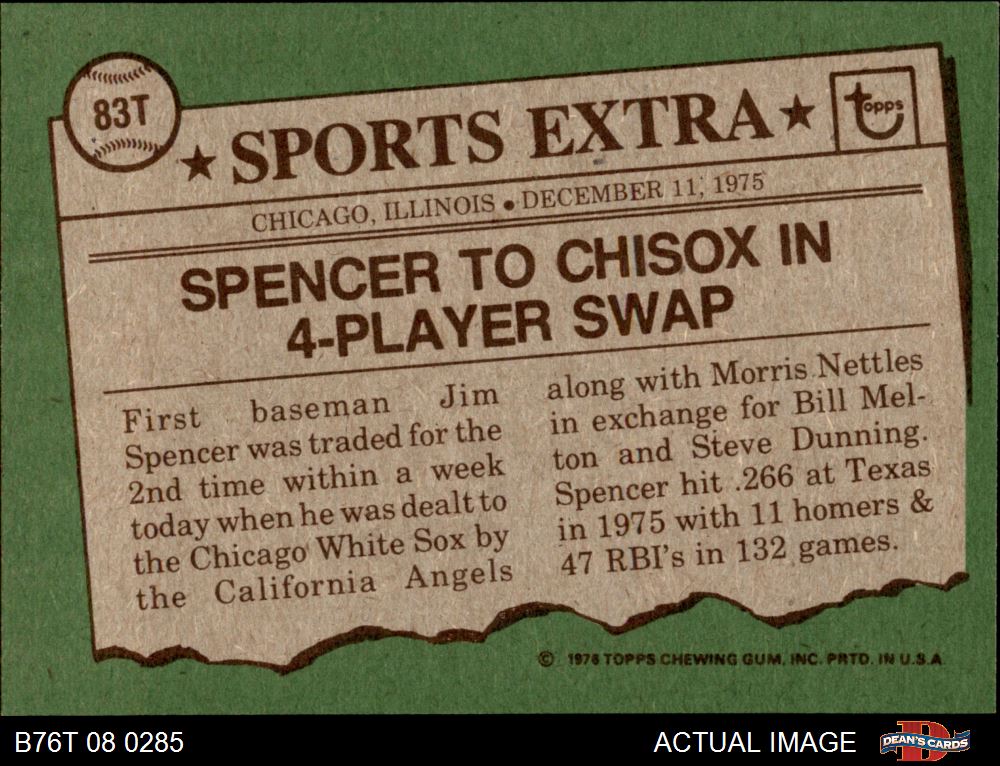 83T
★ SPORTS EXTRA ★
topps
CHICAGO, ILLINOIS • DECEMBER 11, 1975
SPENCER TO CHISOX IN
4-PLAYER SWAP
First baseman Jim
Spencer was traded for the
2nd time within a week
today when he was dealt to
the Chicago White Sox by
the California Angels
along with Morris Nettles
in exchange for Bill Mel-
ton and Steve Dunning.
Spencer hit .266 at Texas
in 1975 with 11 homers &
47 RBI's in 132 games.
© 1976 TOPPS CHEWING GUM, INC. PRTD. IN U.S.A
B76T 08 0285
ACTUAL IMAGE
D
DEAN'S CARDS